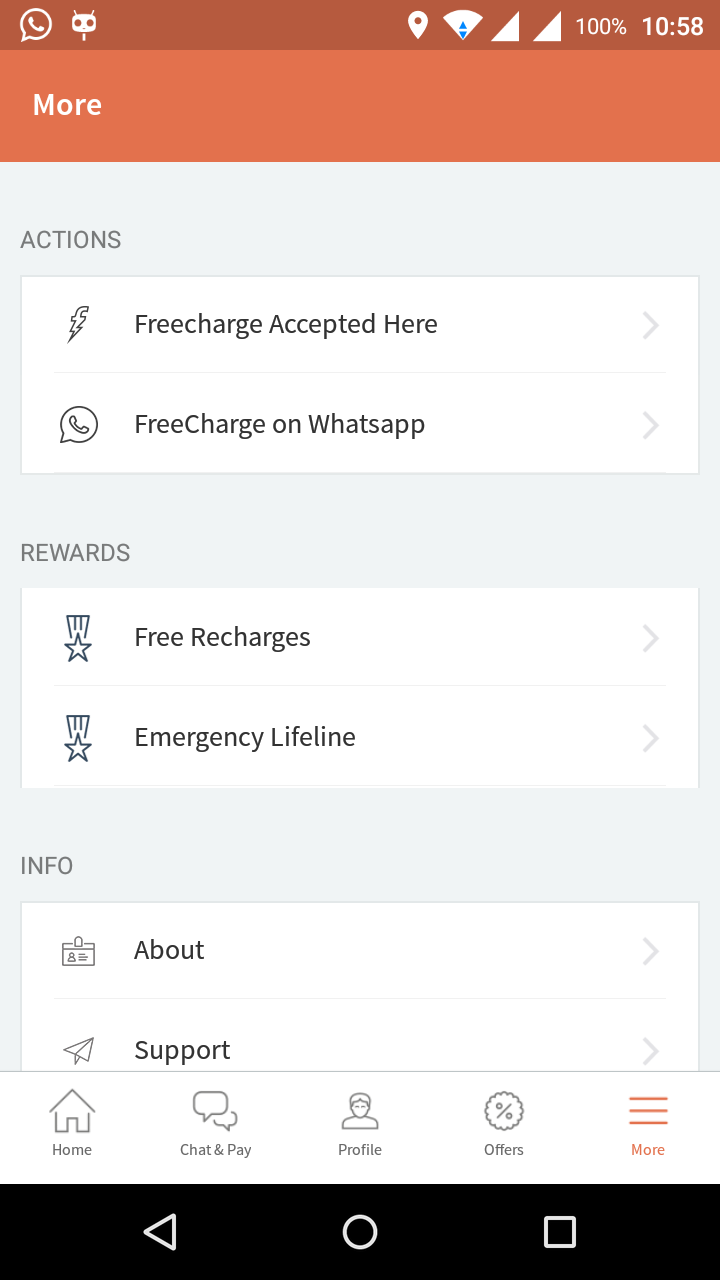 100% 10:58
More
ACTIONS
Freecharge Accepted Here
FreeCharge on Whatsapp
REWARDS
Free Recharges
Emergency Lifeline
INFO
About
Support
Home Chat & Pay Profile Offers More